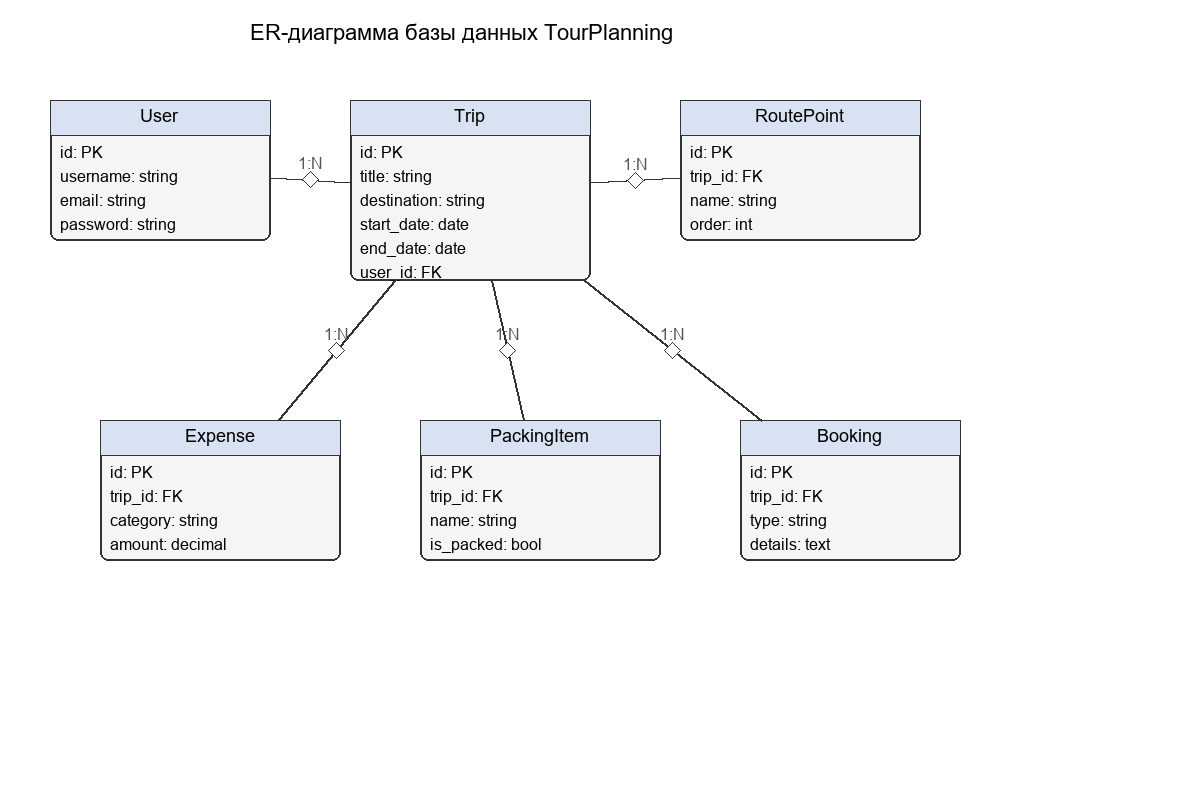 ER-диаграмма базы данных TourPlanning
User
id: PK
username: string
email: string
password: string
1:N
Trip
id: PK
title: string
destination: string
start_date: date
end_date: date
user_id: FK
1:N
RoutePoint
id: PK
trip_id: FK
name: string
order: int
1:N
1:N
1:N
Expense
id: PK
trip_id: FK
category: string
amount: decimal
PackingItem
id: PK
trip_id: FK
name: string
is_packed: bool
Booking
id: PK
trip_id: FK
type: string
details: text